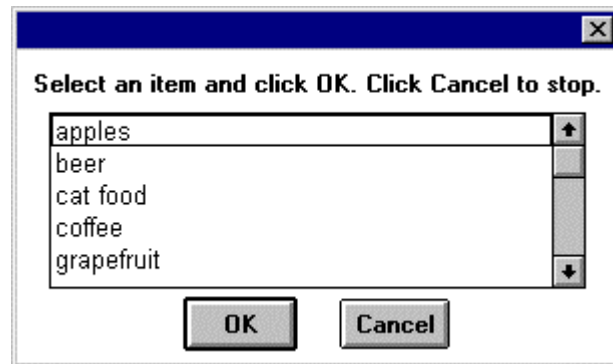 Select an item and click OK. Click Cancel to stop.
apples
beer
cat food
coffee
grapefruit
OK Cancel